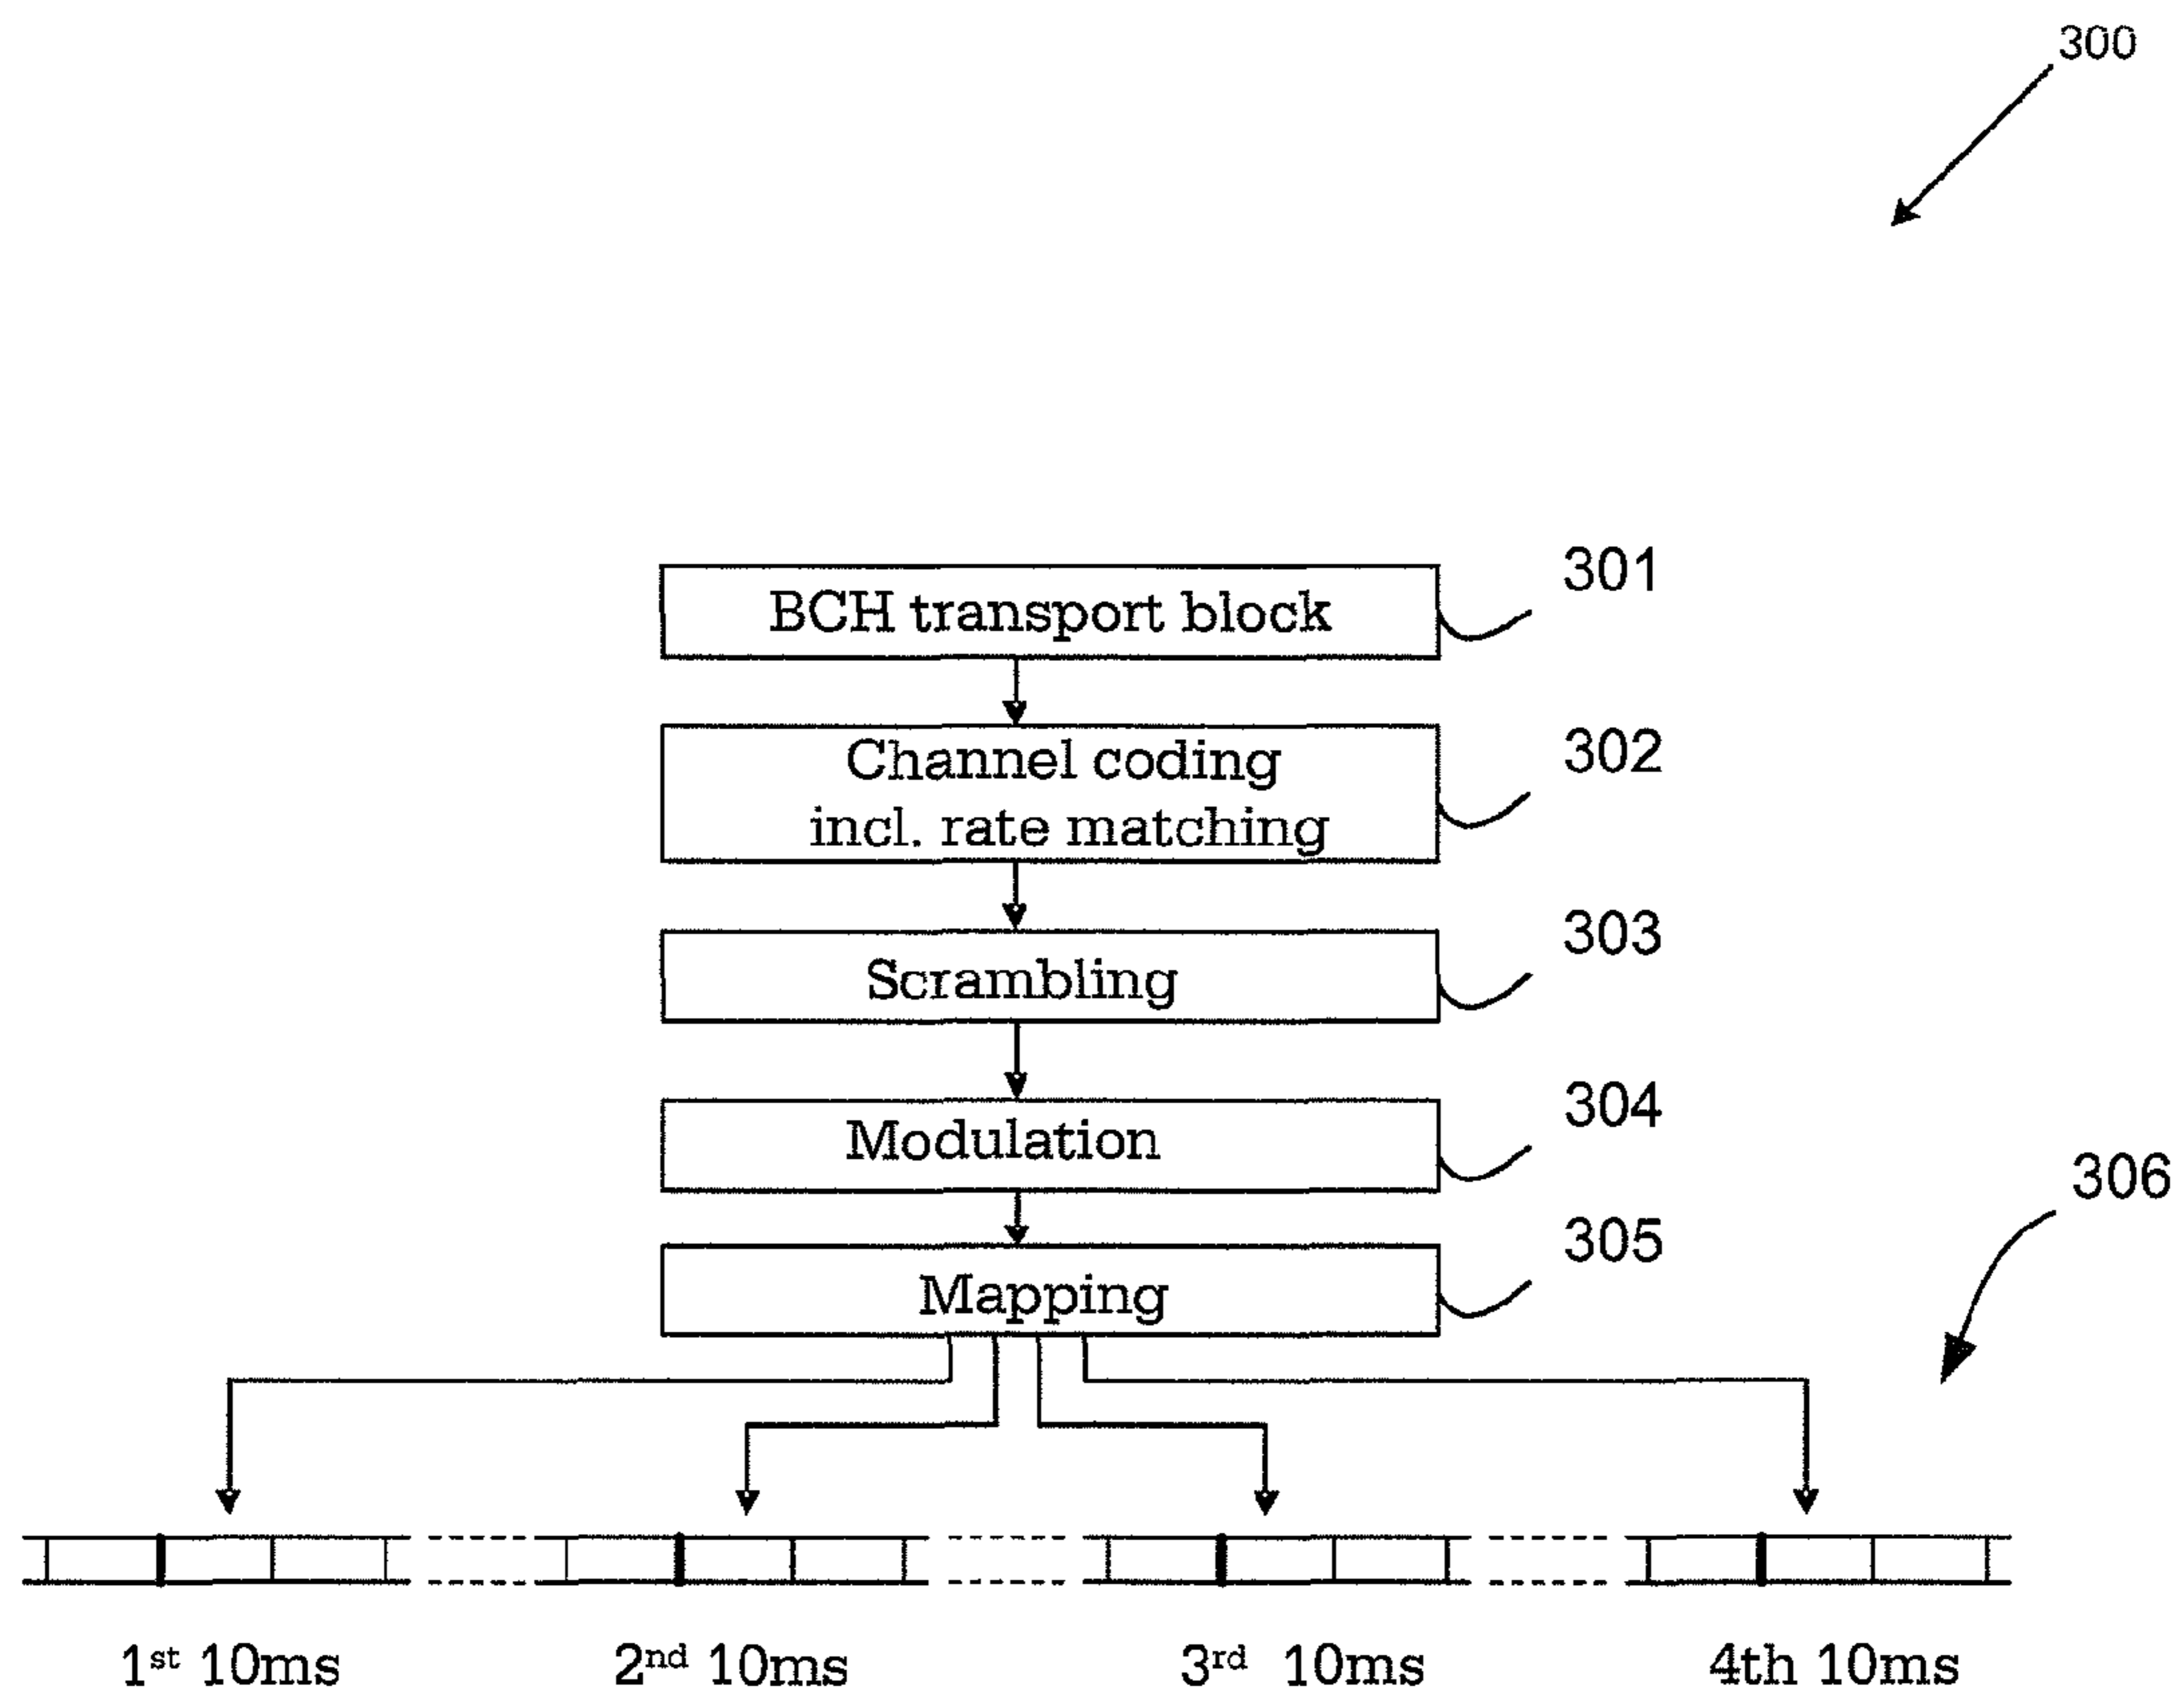 300
BCH transport block
301
Channel coding
incl. rate matching
302
Scrambling
303
Modulation
304
Mapping
305
306
1st 10ms
2nd 10ms
3rd 10ms
4th 10ms